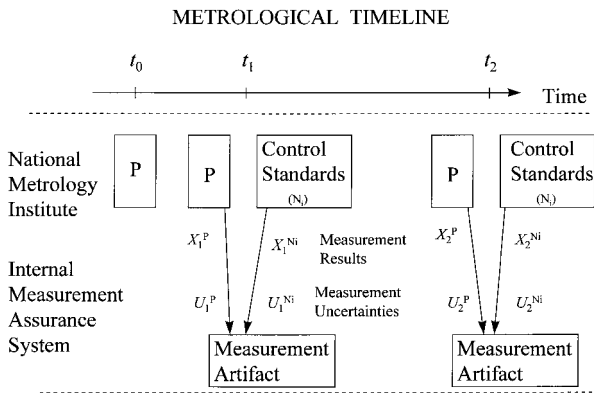 METROLOGICAL TIMELINE
t0 t1 t2
Time
National
Metrology
Institute
P
P
Control
Standards
(Ni)
P
Control
Standards
(Ni)
X1P X1Ni Measurement
Results
X2P X2Ni
Internal
Measurement
Assurance
System
U1P U1Ni Measurement
Uncertainties
U2P U2Ni
Measurement
Artifact
Measurement
Artifact